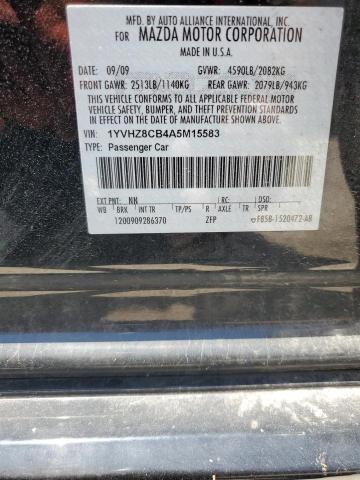 MFD. BY AUTO ALLIANCE INTERNATIONAL, INC.
FOR MAZDA MOTOR CORPORATION
MADE IN U.S.A.
09/09 GVWR: 4590LB/2082KG
FRONT GAWR: 2513LB/1140KG REAR GAWR: 2079LB/943KG
THIS VEHICLE CONFORMS TO ALL APPLICABLE FEDERAL MOTOR
VEHICLE SAFETY, BUMPER, AND THEFT PREVENTION STANDARDS
IN EFFECT ON THE DATE OF MANUFACTURE SHOWN ABOVE.
VIN: 1YVHZ8CB4A5M15583
TYPE: Passenger Car
EXT PNT: NN RC: DSO:
WB BRK INT TR TP/PS R AXLE TR SPR
1200909286370 ZFP F85B-1520472-AB